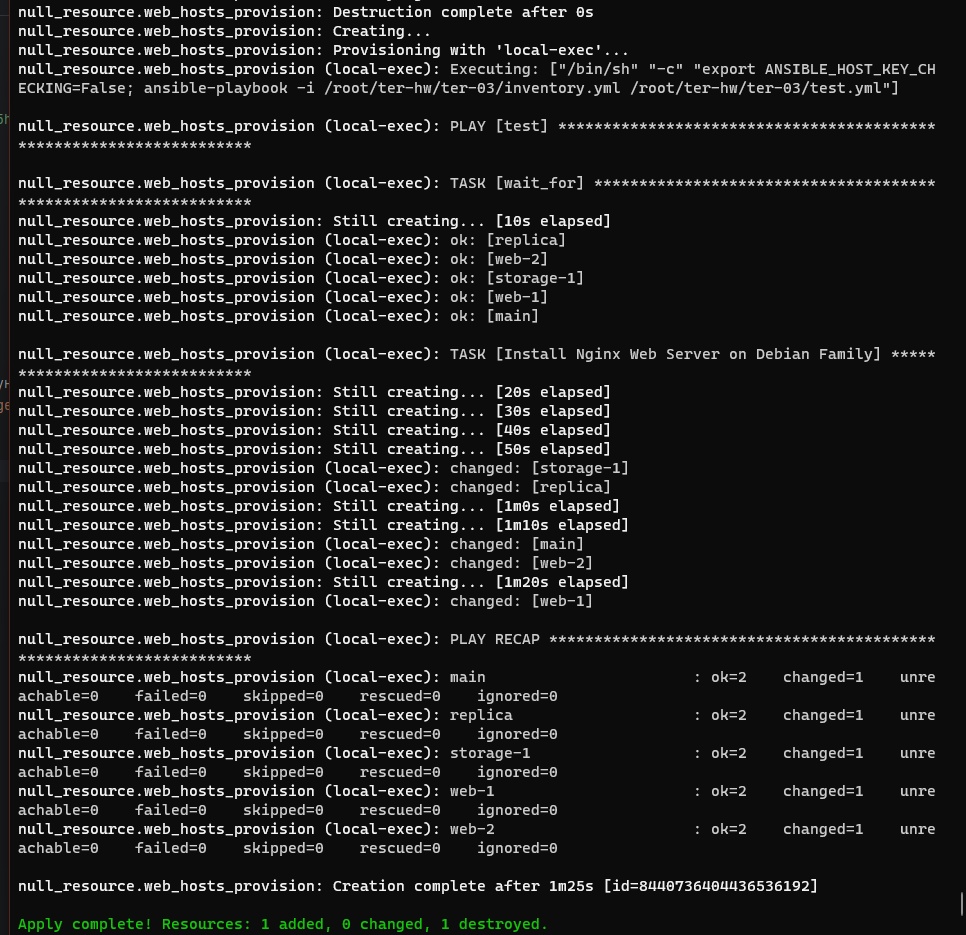 null_resource.web_hosts_provision: Destruction complete after 0s
null_resource.web_hosts_provision: Creating...
null_resource.web_hosts_provision: Provisioning with 'local-exec'...
null_resource.web_hosts_provision (local-exec): Executing: ["/bin/sh" "-c" "export ANSIBLE_HOST_KEY_CH
ECKING=False; ansible-playbook -i /root/ter-hw/ter-03/inventory.yml /root/ter-hw/ter-03/test.yml"]

null_resource.web_hosts_provision (local-exec): PLAY [test] ******************************************
**************************

null_resource.web_hosts_provision (local-exec): TASK [wait_for] **************************************
**************************
null_resource.web_hosts_provision: Still creating... [10s elapsed]
null_resource.web_hosts_provision (local-exec): ok: [replica]
null_resource.web_hosts_provision (local-exec): ok: [web-2]
null_resource.web_hosts_provision (local-exec): ok: [storage-1]
null_resource.web_hosts_provision (local-exec): ok: [web-1]
null_resource.web_hosts_provision (local-exec): ok: [main]

null_resource.web_hosts_provision (local-exec): TASK [Install Nginx Web Server on Debian Family] *****
**************************
null_resource.web_hosts_provision: Still creating... [20s elapsed]
null_resource.web_hosts_provision: Still creating... [30s elapsed]
null_resource.web_hosts_provision: Still creating... [40s elapsed]
null_resource.web_hosts_provision: Still creating... [50s elapsed]
null_resource.web_hosts_provision (local-exec): changed: [storage-1]
null_resource.web_hosts_provision (local-exec): changed: [replica]
null_resource.web_hosts_provision: Still creating... [1m0s elapsed]
null_resource.web_hosts_provision: Still creating... [1m10s elapsed]
null_resource.web_hosts_provision (local-exec): changed: [main]
null_resource.web_hosts_provision (local-exec): changed: [web-2]
null_resource.web_hosts_provision: Still creating... [1m20s elapsed]
null_resource.web_hosts_provision (local-exec): changed: [web-1]

null_resource.web_hosts_provision (local-exec): PLAY RECAP *******************************************
**************************
null_resource.web_hosts_provision (local-exec): main                       : ok=2    changed=1    unre
achable=0    failed=0    skipped=0    rescued=0    ignored=0
null_resource.web_hosts_provision (local-exec): replica                    : ok=2    changed=1    unre
achable=0    failed=0    skipped=0    rescued=0    ignored=0
null_resource.web_hosts_provision (local-exec): storage-1                  : ok=2    changed=1    unre
achable=0    failed=0    skipped=0    rescued=0    ignored=0
null_resource.web_hosts_provision (local-exec): web-1                      : ok=2    changed=1    unre
achable=0    failed=0    skipped=0    rescued=0    ignored=0
null_resource.web_hosts_provision (local-exec): web-2                      : ok=2    changed=1    unre
achable=0    failed=0    skipped=0    rescued=0    ignored=0

null_resource.web_hosts_provision: Creation complete after 1m25s [id=8440736404436536192]

Apply complete! Resources: 1 added, 0 changed, 1 destroyed.